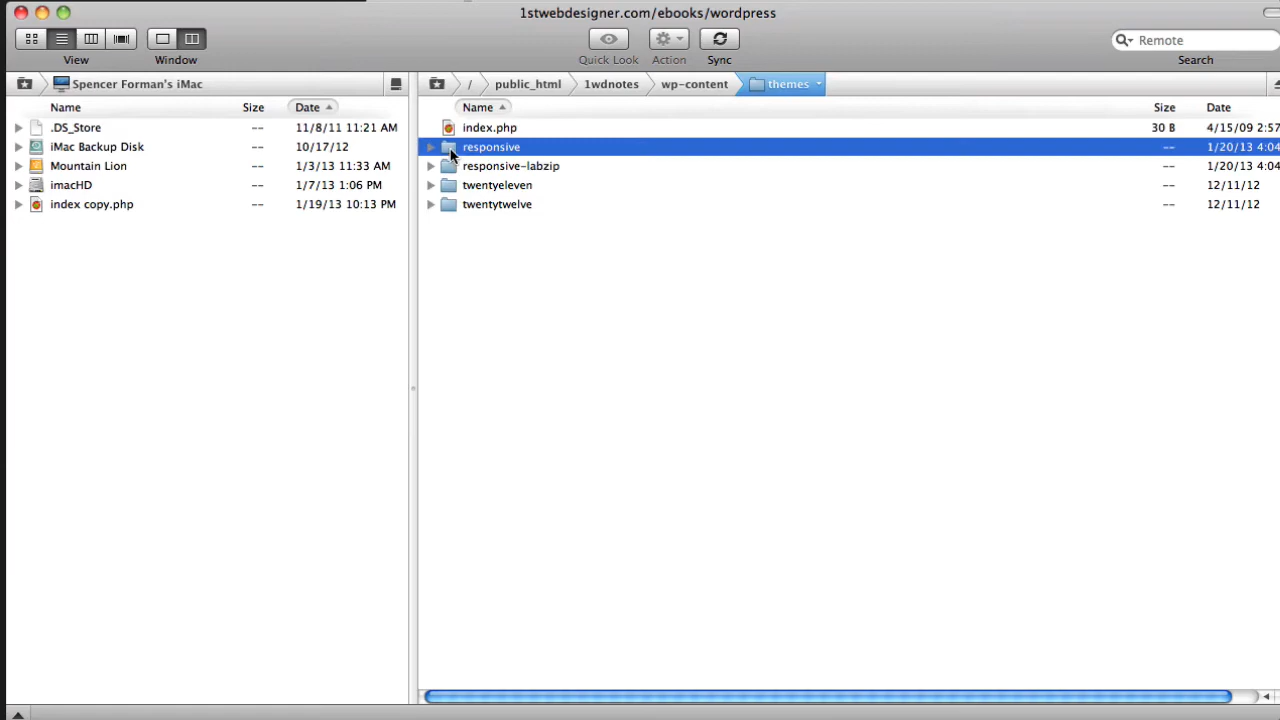 1stwebdesigner.com/ebooks/wordpress
View Window Quick Look Action Sync Remote Search
Spencer Forman's iMac
/ public_html 1wdnotes wp-content themes
Name Size Date
.DS_Store -- 11/8/11 11:21 AM
iMac Backup Disk -- 10/17/12
Mountain Lion -- 1/3/13 11:33 AM
imacHD -- 1/7/13 1:06 PM
index copy.php -- 1/19/13 10:13 PM
Name Size Date
index.php 30 B 4/15/09 2:57
responsive -- 1/20/13 4:04
responsive-labzip -- 1/20/13 4:04
twentyeleven -- 12/11/12
twentytwelve -- 12/11/12